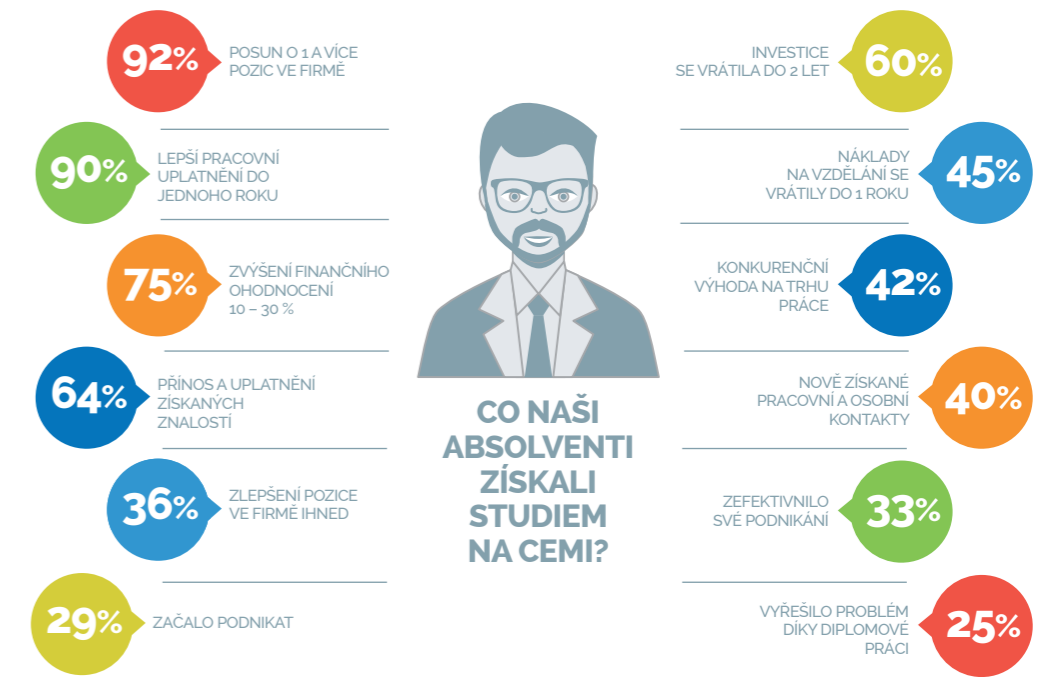 92%
POSUN O 1 A VÍCE
POZIC VE FIRMĚ
90%
LEPŠÍ PRACOVNÍ
UPLATNĚNÍ DO
JEDNOHO ROKU
75%
ZVÝŠENÍ FINANČNÍHO
OHODNOCENÍ
10 – 30 %
64%
PŘÍNOS A UPLATNĚNÍ
ZÍSKANÝCH
ZNALOSTÍ
36%
ZLEPŠENÍ POZICE
VE FIRMĚ IHNED
29%
ZAČALO PODNIKAT
CO NAŠI
ABSOLVENTI
ZÍSKALI
STUDIEM
NA CEMI?
INVESTICE
SE VRÁTILA DO 2 LET
60%
NÁKLADY
NA VZDĚLÁNÍ SE
VRÁTILY DO 1 ROKU
45%
KONKURENČNÍ
VÝHODA NA TRHU
PRÁCE
42%
NOVĚ ZÍSKANÉ
PRACOVNÍ A OSOBNÍ
KONTAKTY
40%
ZEFEKTIVNILO
SVÉ PODNIKÁNÍ
33%
VYŘEŠILO PROBLÉM
DÍKY DIPLOMOVÉ
PRÁCI
25%